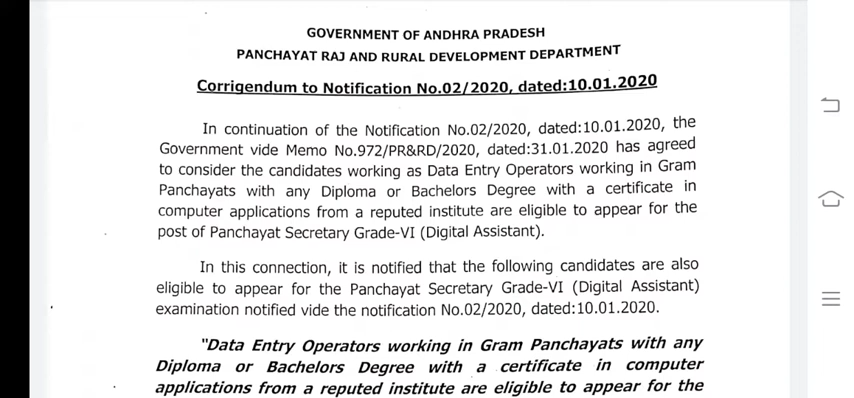 GOVERNMENT OF ANDHRA PRADESH
PANCHAYAT RAJ AND RURAL DEVELOPMENT DEPARTMENT
Corrigendum to Notification No.02/2020, dated:10.01.2020
In continuation of the Notification No.02/2020, dated:10.01.2020, the
Government vide Memo No.972/PR&RD/2020, dated:31.01.2020 has agreed
to consider the candidates working as Data Entry Operators working in Gram
Panchayats with any Diploma or Bachelors Degree with a certificate in
computer applications from a reputed institute are eligible to appear for the
post of Panchayat Secretary Grade-VI (Digital Assistant).
In this connection, it is notified that the following candidates are also
eligible to appear for the Panchayat Secretary Grade-VI (Digital Assistant)
examination notified vide the notification No.02/2020, dated:10.01.2020.
"Data Entry Operators working in Gram Panchayats with any
Diploma or Bachelors Degree with a certificate in computer
applications from a reputed institute are eligible to appear for the